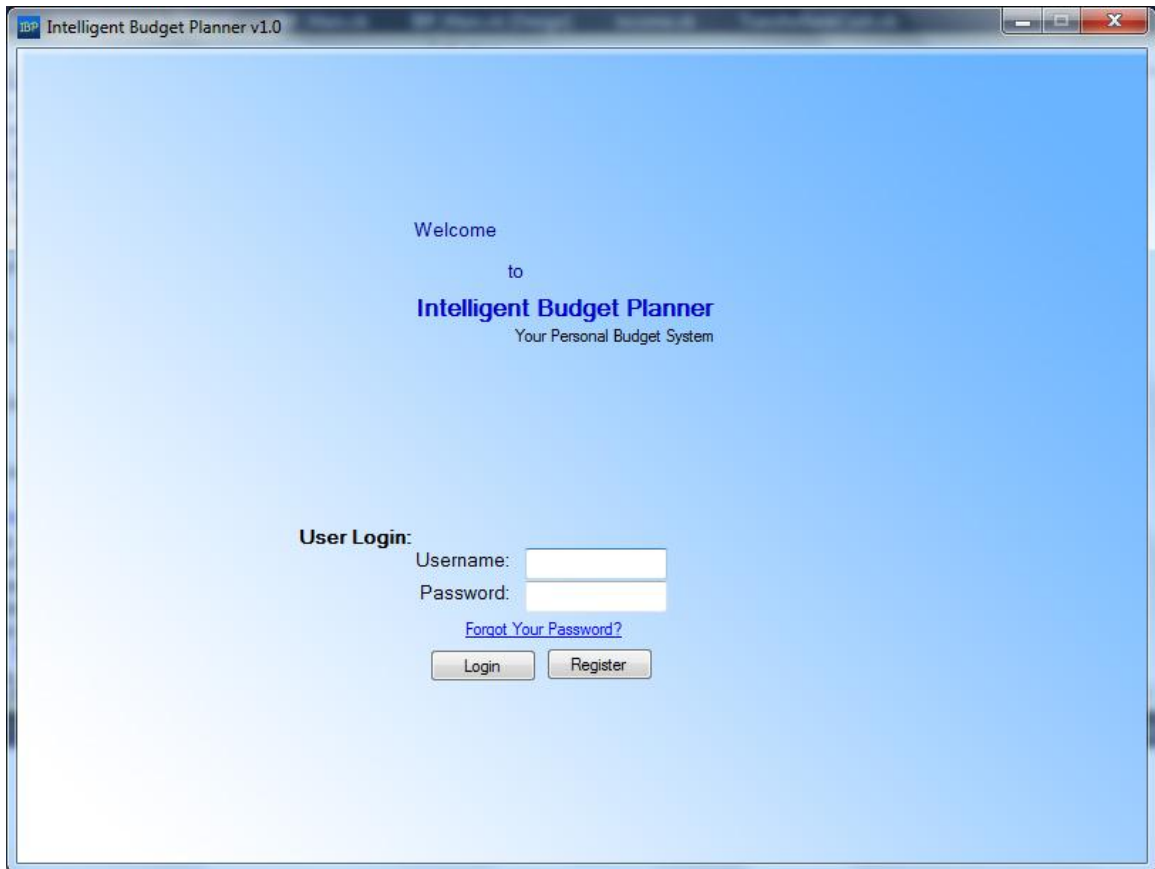 IBP Intelligent Budget Planner v1.0
Welcome
to
Intelligent Budget Planner
Your Personal Budget System
User Login:
Username:
Password:
Forgot Your Password?
Login Register